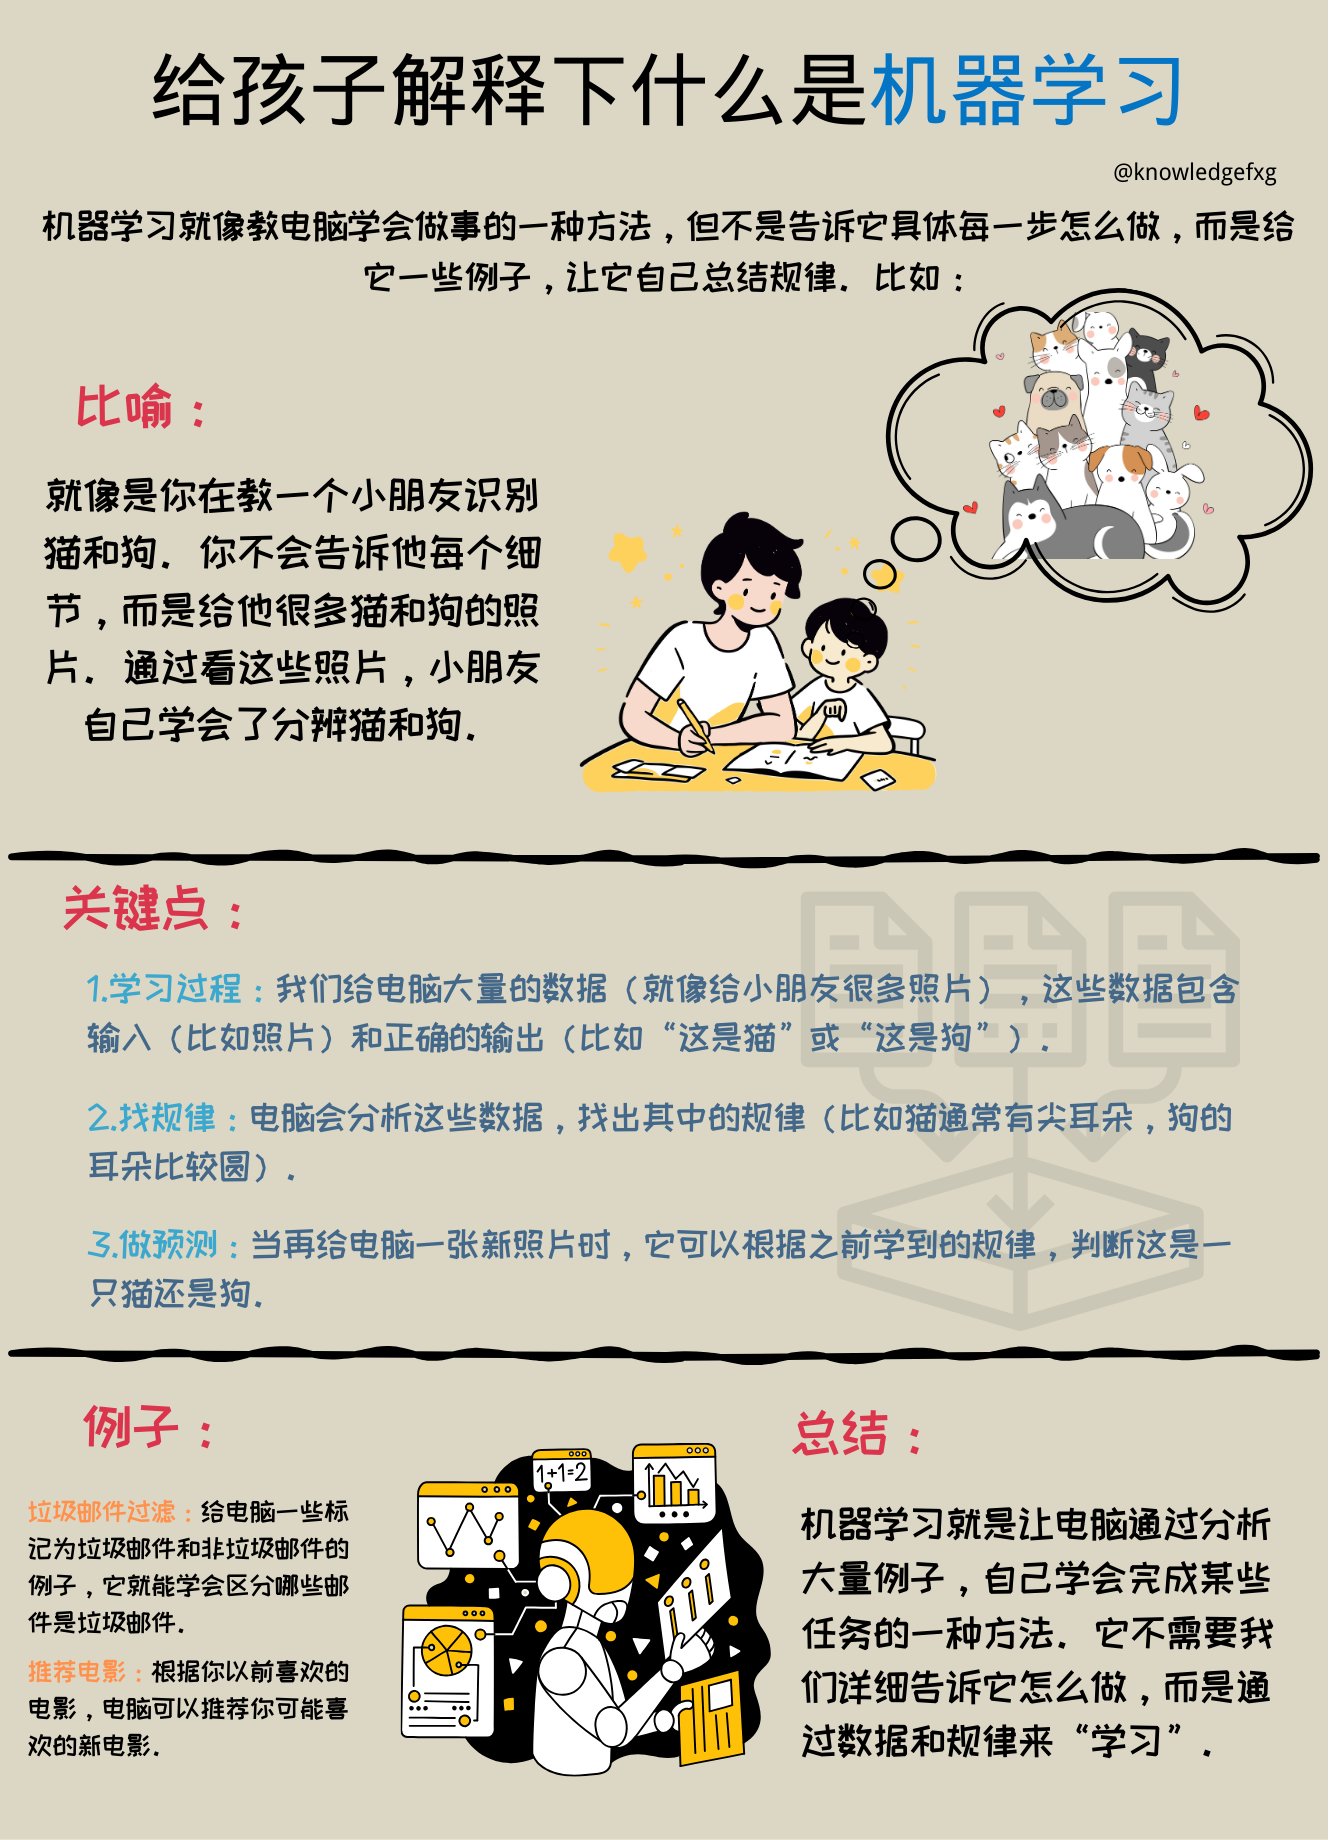 给孩子解释下什么是机器学习
@knowledgefxg
机器学习就像教电脑学会做事的一种方法，但不是告诉它具体每一步怎么做，而是给
它一些例子，让它自己总结规律．比如：
比喻：
就像是你在教一个小朋友识别
猫和狗．你不会告诉他每个细
节，而是给他很多猫和狗的照
片．通过看这些照片，小朋友
自己学会了分辨猫和狗．
关键点：
1.学习过程：我们给电脑大量的数据（就像给小朋友很多照片），这些数据包含
输入（比如照片）和正确的输出（比如“这是猫”或“这是狗”）．
2.找规律：电脑会分析这些数据，找出其中的规律（比如猫通常有尖耳朵，狗的
耳朵比较圆）．
3.做预测：当再给电脑一张新照片时，它可以根据之前学到的规律，判断这是一
只猫还是狗．
例子：
垃圾邮件过滤：给电脑一些标
记为垃圾邮件和非垃圾邮件的
例子，它就能学会区分哪些邮
件是垃圾邮件．
推荐电影：根据你以前喜欢的
电影，电脑可以推荐你可能喜
欢的新电影．
1+1=2
总结：
机器学习就是让电脑通过分析
大量例子，自己学会完成某些
任务的一种方法．它不需要我
们详细告诉它怎么做，而是通
过数据和规律来“学习”．